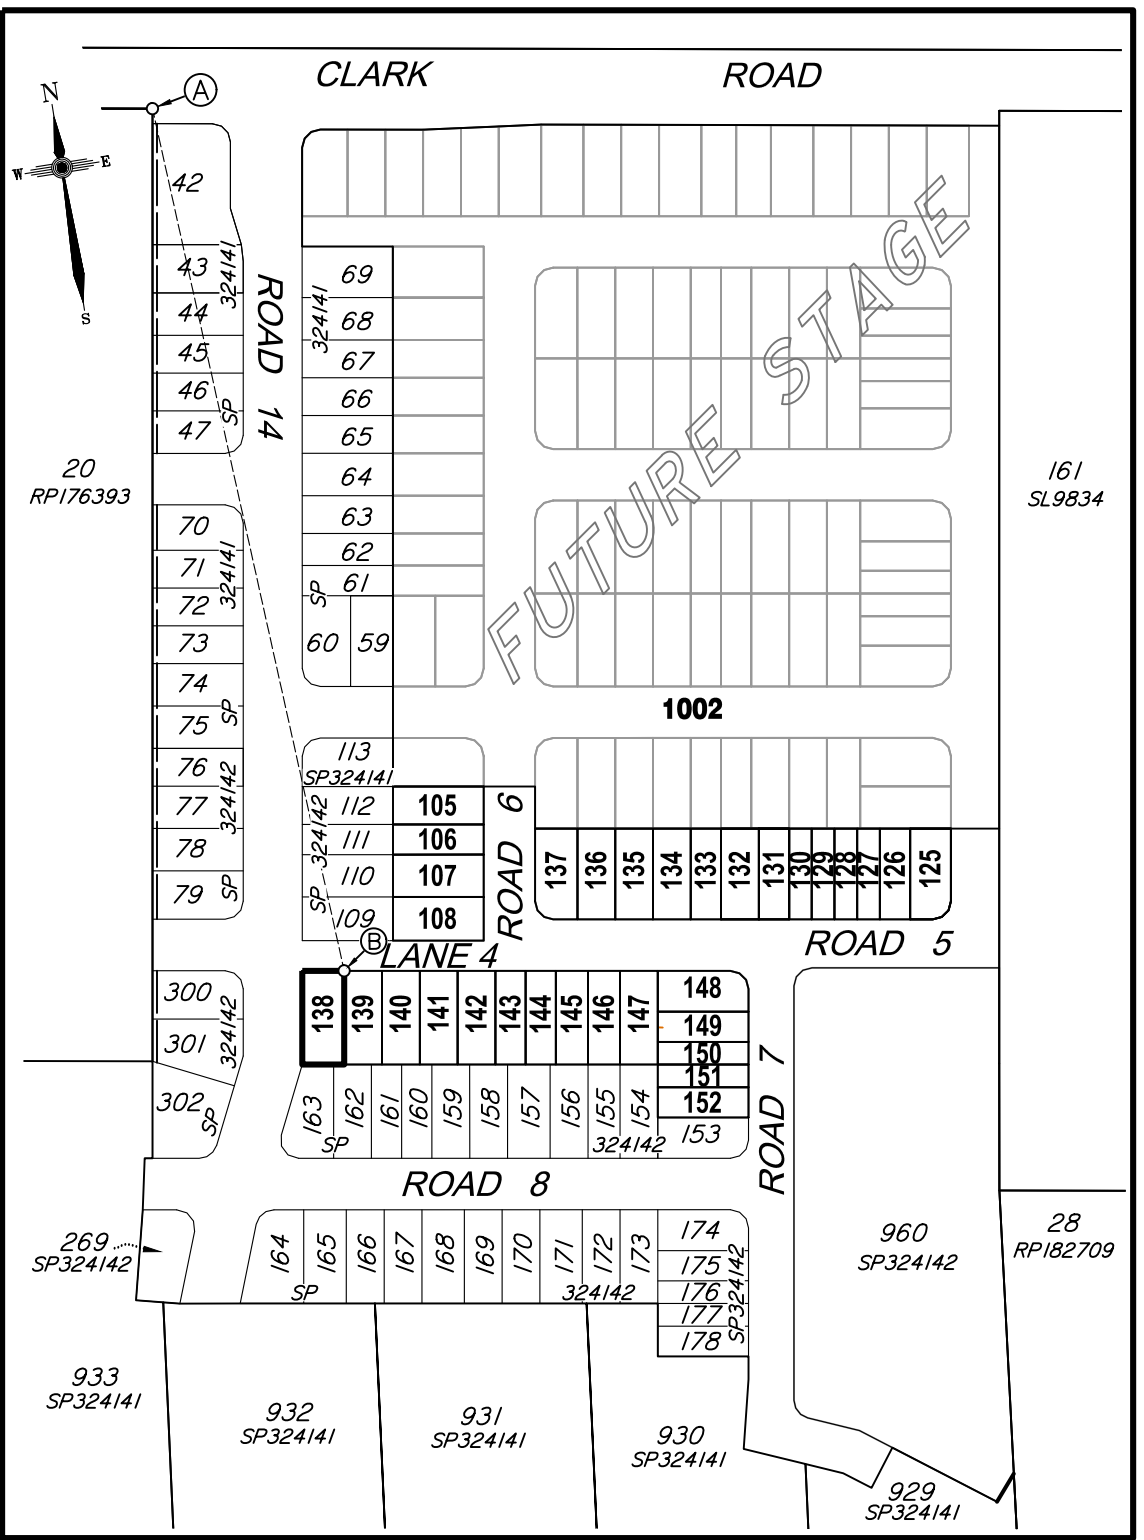 CLARK ROAD
A
N
W E
S
42
43
44
45
46
47
SP 324141
ROAD 14
69
68
67
66
65
64
63
62
61
60 59
SP 324141
FUTURE STAGE
20
RP176393
161
SL9834
70
71
72
73
74
75
76
77
78
79
324141
SP
SP 324142
1002
113
SP324141
112
111
110
109
SP 324142
105
106
107
108
ROAD 6
137 136 135 134 133 132 131 130 129 128 127 126 125
B
LANE 4
ROAD 5
300
301
302
SP 324142
138 139 140 141 142 143 144 145 146 147
148
149
150
151
152
153
ROAD 7
163 162 161 160 159 158 157 156 155 154
SP 324142
ROAD 8
269
SP324142
164 165 166 167 168 169 170 171 172 173
SP 324142
174
175
176
177
178
SP324142
960
SP324142
28
RP182709
933
SP324141
932
SP324141
931
SP324141
930
SP324141
929
SP324141